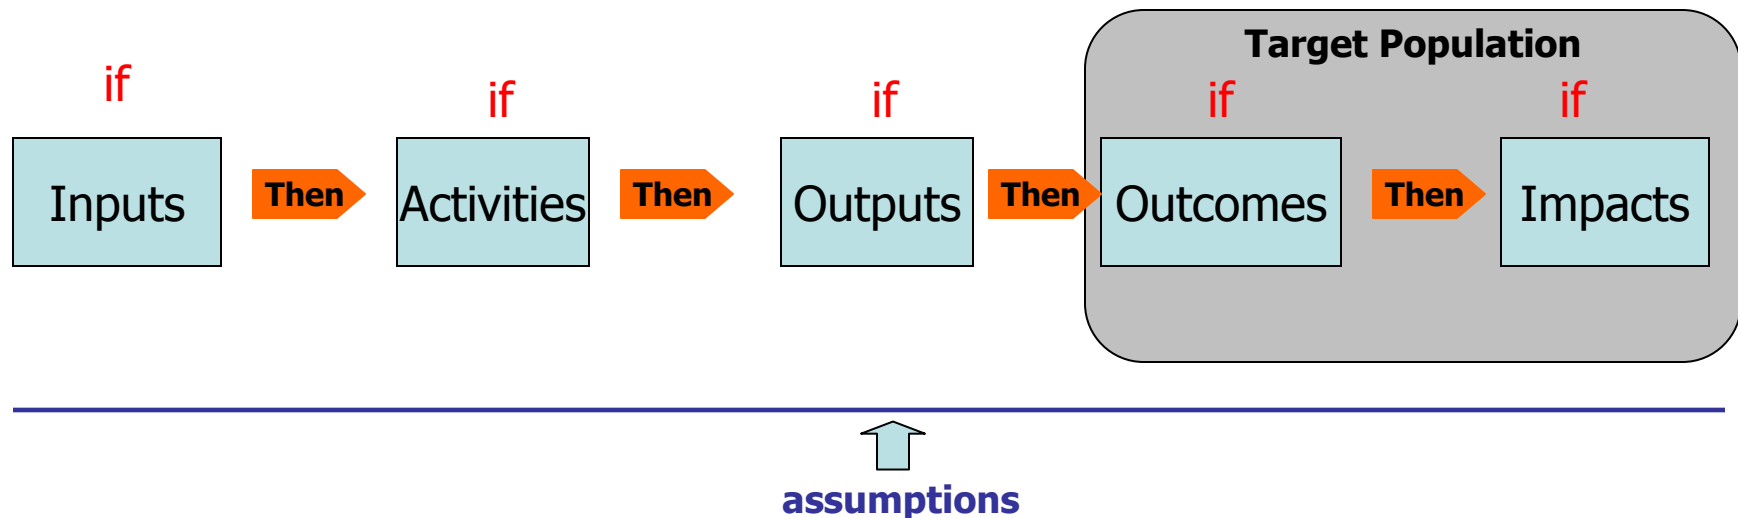 Target Population
if
if
if
if
if
Inputs
Then
Activities
Then
Outputs
Then
Outcomes
Then
Impacts
assumptions